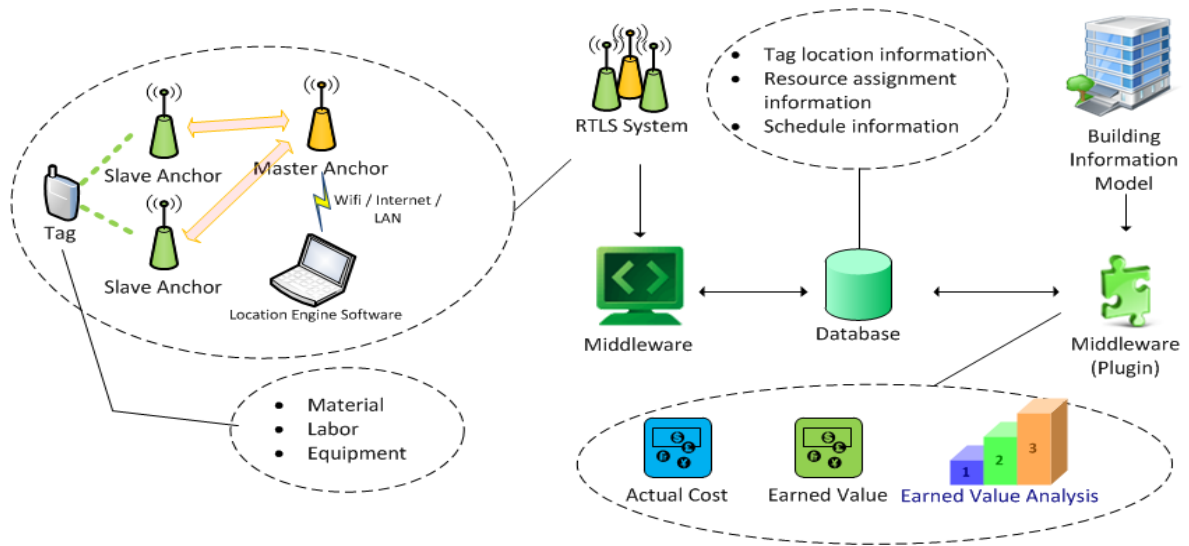 Slave Anchor
Master Anchor
Wifi / Internet /
LAN
Tag
Slave Anchor
Location Engine Software
• Material
• Labor
• Equipment
RTLS System
• Tag location information
• Resource assignment
information
• Schedule information
Building
Information
Model
Middleware
Database
Middleware
(Plugin)
Actual Cost
Earned Value
1
2
3
Earned Value Analysis